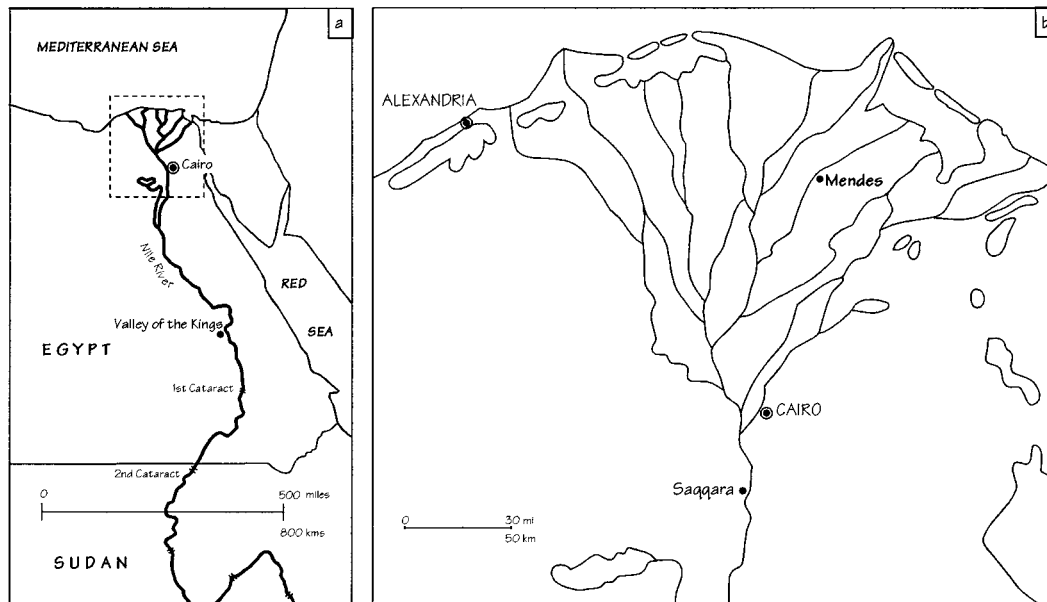 a
MEDITERRANEAN SEA
Cairo
Nile River
RED
SEA
Valley of the Kings
EGYPT
1st Cataract
2nd Cataract
0 500 miles
800 kms
SUDAN
b
ALEXANDRIA
Mendes
CAIRO
Saqqara
0 30 mi
50 km